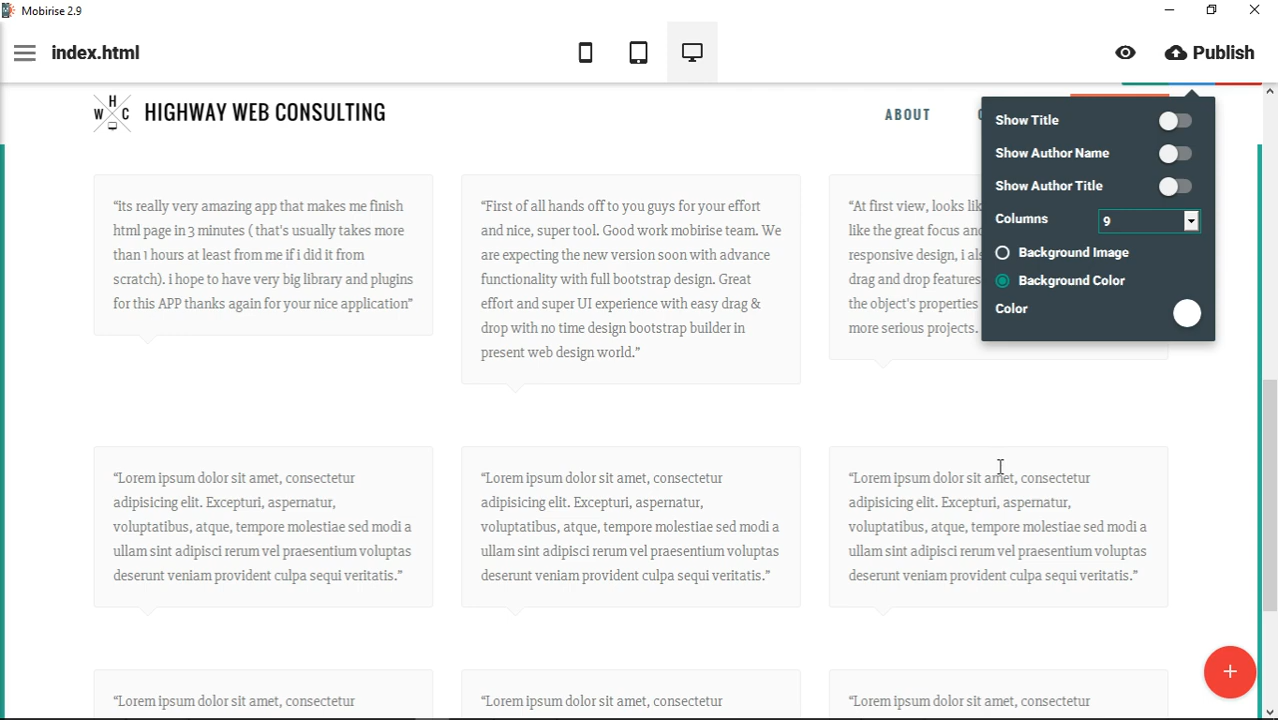 Mobirise 2.9
index.html
Publish
W H C
HIGHWAY WEB CONSULTING
ABOUT
Show Title
Show Author Name
Show Author Title
Columns 9
Background Image
Background Color
Color
“its really very amazing app that makes me finish
html page in 3 minutes ( that's usually takes more
than 1 hours at least from me if i did it from
scratch). i hope to have very big library and plugins
for this APP thanks again for your nice application”
“First of all hands off to you guys for your effort
and nice, super tool. Good work mobirise team. We
are expecting the new version soon with advance
functionality with full bootstrap design. Great
effort and super UI experience with easy drag &
drop with no time design bootstrap builder in
present web design world.”
“At first view, looks
like the great focus
responsive design, i
drag and drop features
the object's properties
more serious projects.
“Lorem ipsum dolor sit amet, consectetur
adipisicing elit. Excepturi, aspernatur,
voluptatibus, atque, tempore molestiae sed modi a
ullam sint adipisci rerum vel praesentium voluptas
deserunt veniam provident culpa sequi veritatis.”
“Lorem ipsum dolor sit amet, consectetur
adipisicing elit. Excepturi, aspernatur,
voluptatibus, atque, tempore molestiae sed modi a
ullam sint adipisci rerum vel praesentium voluptas
deserunt veniam provident culpa sequi veritatis.”
“Lorem ipsum dolor sit amet, consectetur
adipisicing elit. Excepturi, aspernatur,
voluptatibus, atque, tempore molestiae sed modi a
ullam sint adipisci rerum vel praesentium voluptas
deserunt veniam provident culpa sequi veritatis.”
“Lorem ipsum dolor sit amet, consectetur
“Lorem ipsum dolor sit amet, consectetur
“Lorem ipsum dolor sit amet, consectetur